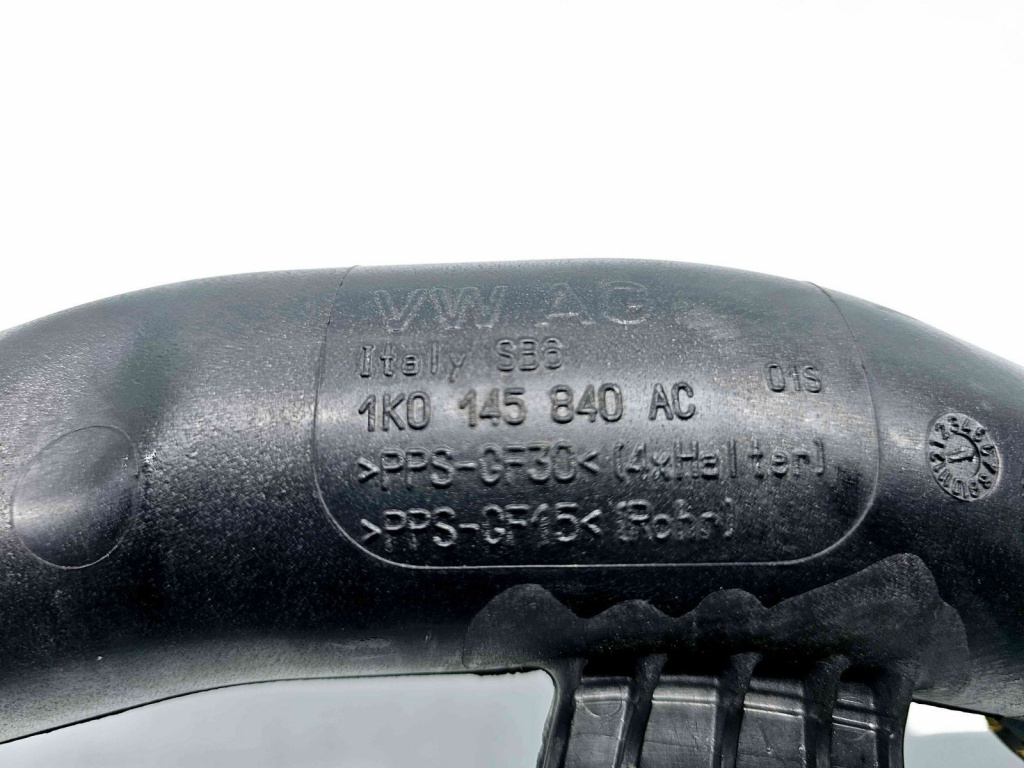 VW AG
Italy SB6
1K0 145 840 AC 01S
>PPS-GF30< (4xHalter)
>PPS-GF15< (Rohr)